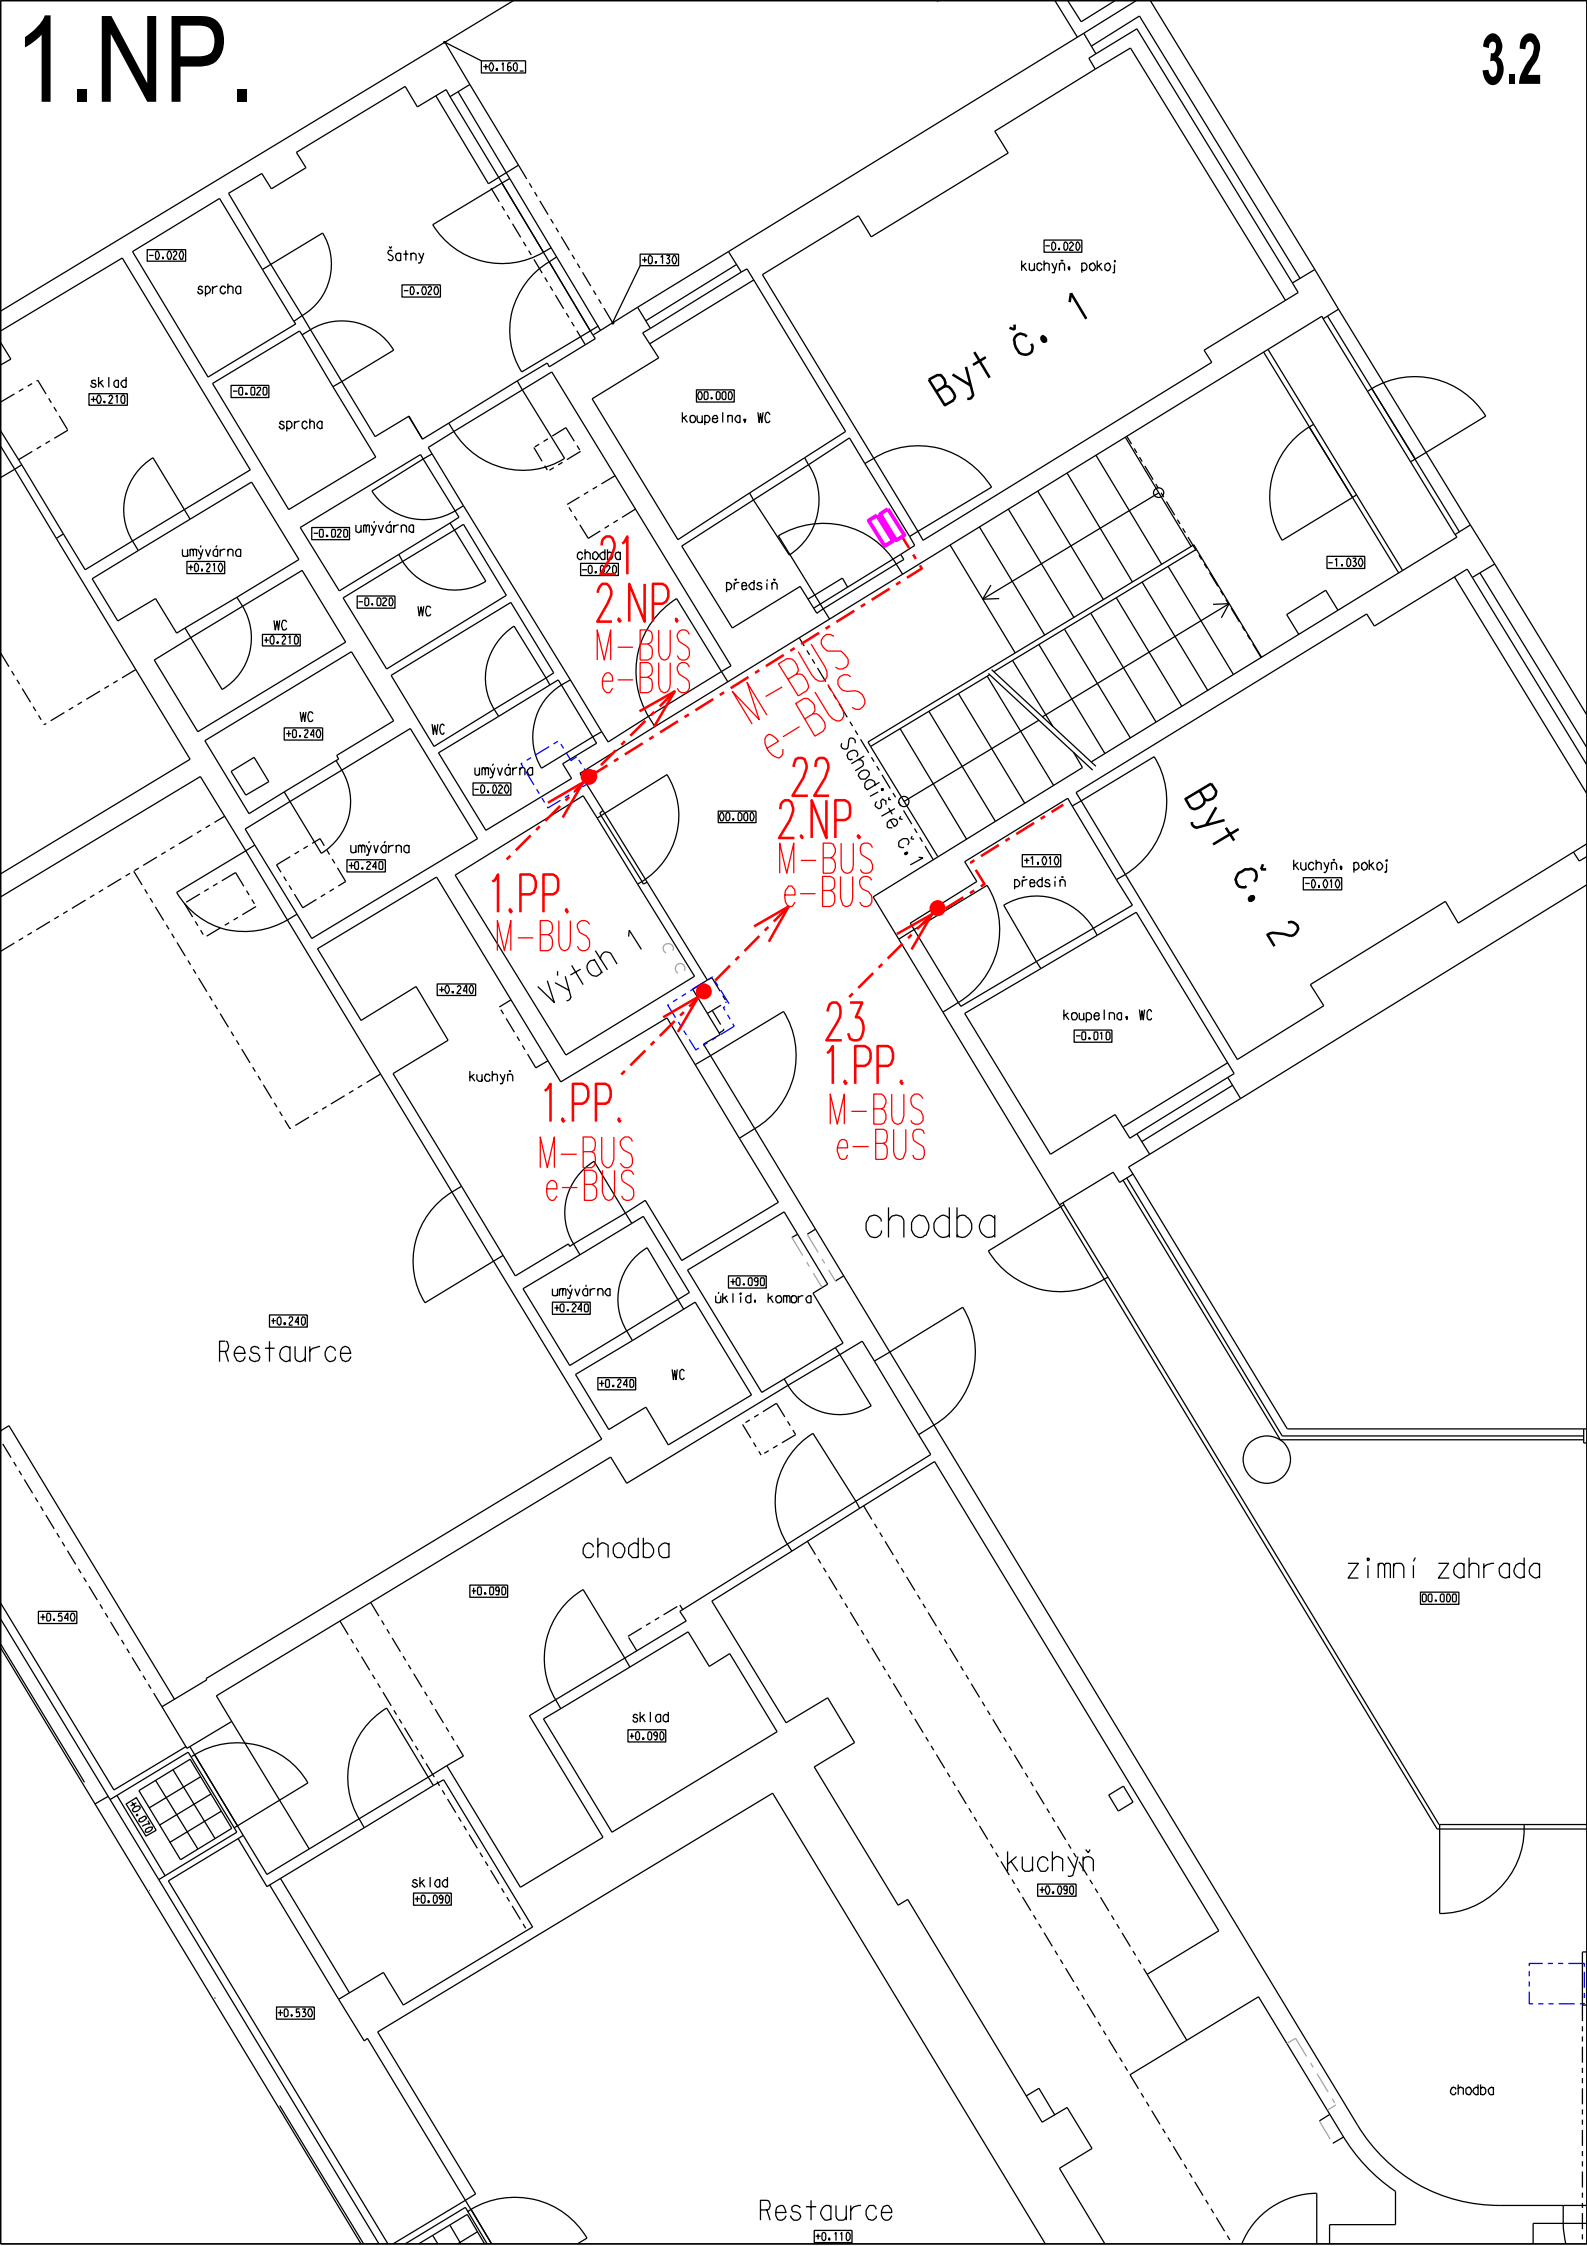 1.NP.
3.2
+0.160
-0.020
sprcha
Šatny
-0.020
+0.130
-0.020
kuchyň, pokoj
Byt č. 1
sklad
+0.210
-0.020
sprcha
00.000
koupelna, WC
-0.020
umývárna
umývárna
+0.210
chodba
-0.020
21
2.NP.
M-BUS
e-BUS
předsíň
-1.030
-0.020
WC
WC
+0.210
WC
+0.240
WC
M-BUS
e-BUS
Schodiště č.1
umývárna
-0.020
22
2.NP.
M-BUS
e-BUS
00.000
umývárna
+0.240
1.PP.
M-BUS
výtah 1
c c
+1.010
předsíň
Byt č. 2
kuchyň, pokoj
-0.010
+0.240
kuchyň
23
1.PP.
M-BUS
e-BUS
koupelna, WC
-0.010
1.PP.
M-BUS
e-BUS
chodba
umývárna
+0.240
+0.090
úklid. komora
+0.240
Restaurce
+0.240
WC
chodba
+0.090
zimní zahrada
00.000
+0.540
sklad
+0.090
+0.070
kuchyň
+0.090
sklad
+0.090
+0.530
chodba
Restaurce
+0.110